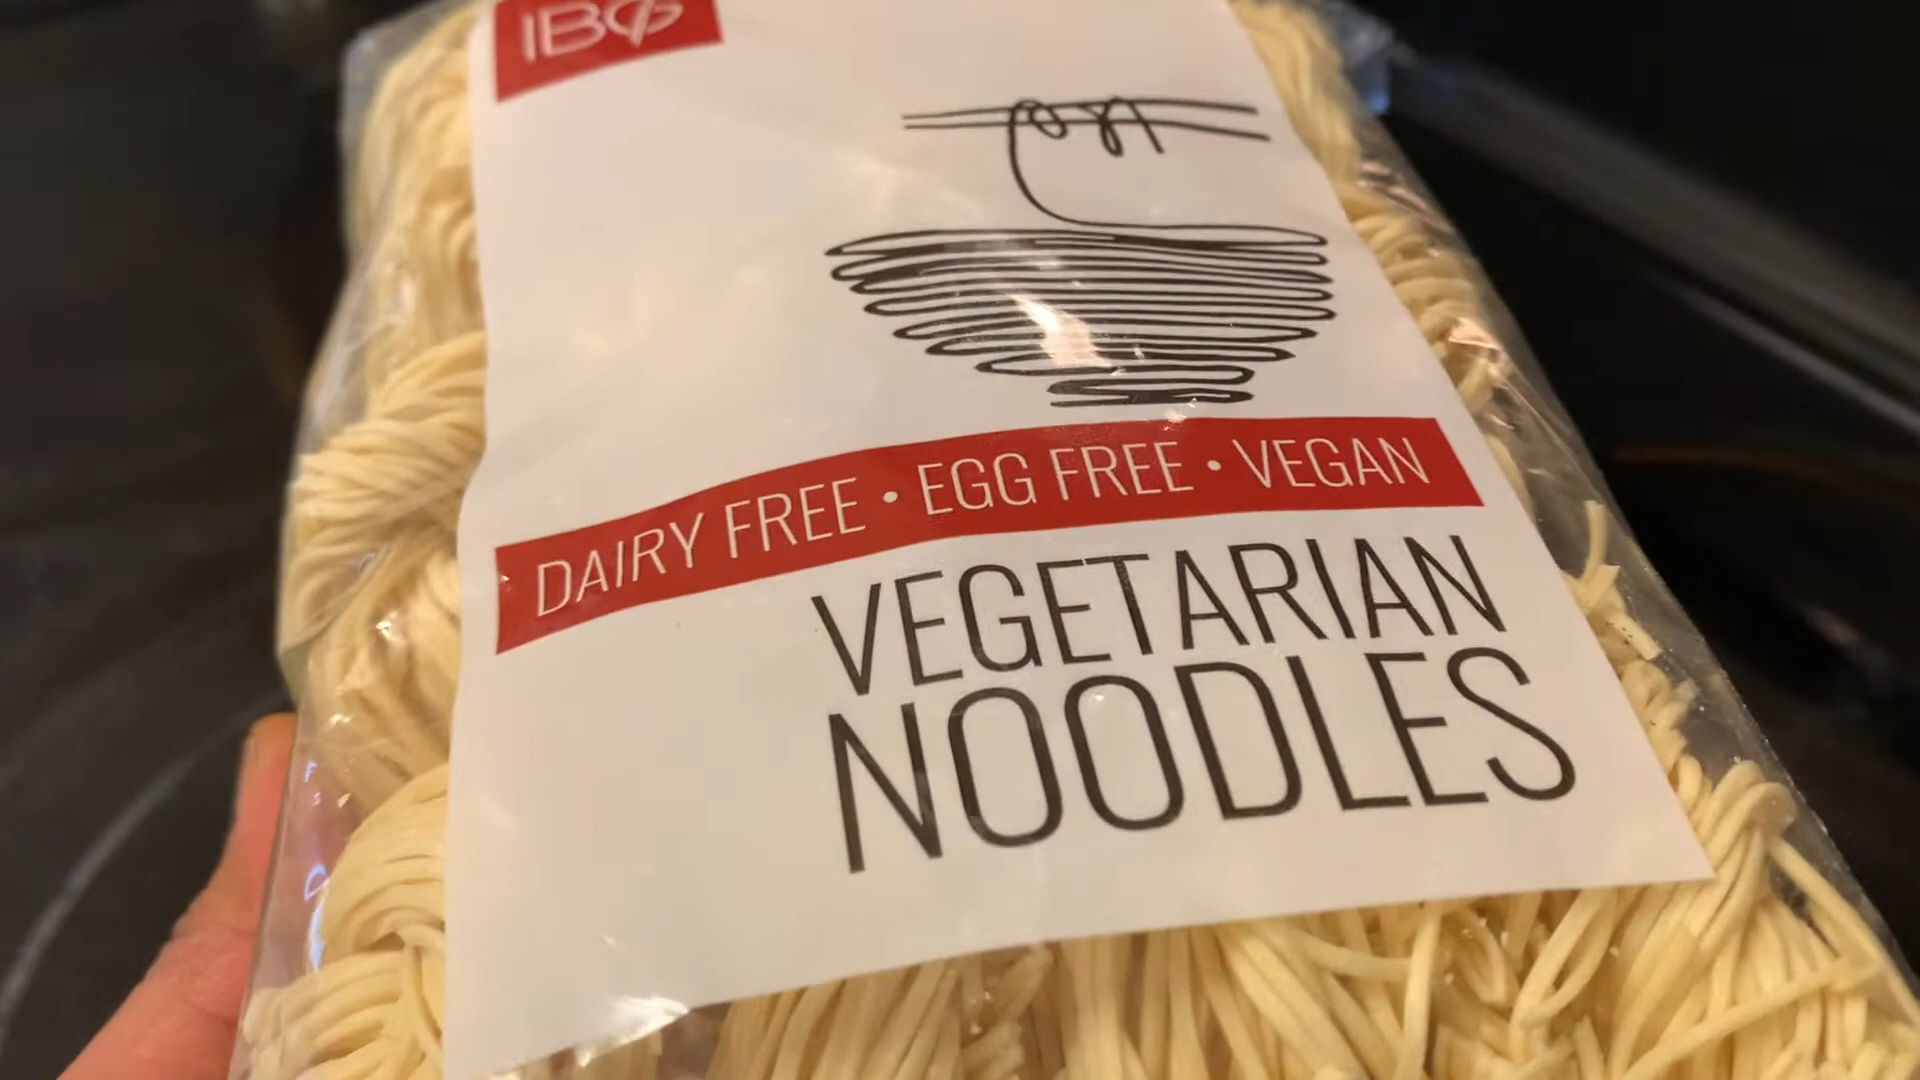 IBG
DAIRY FREE • EGG FREE • VEGAN
VEGETARIAN
NOODLES